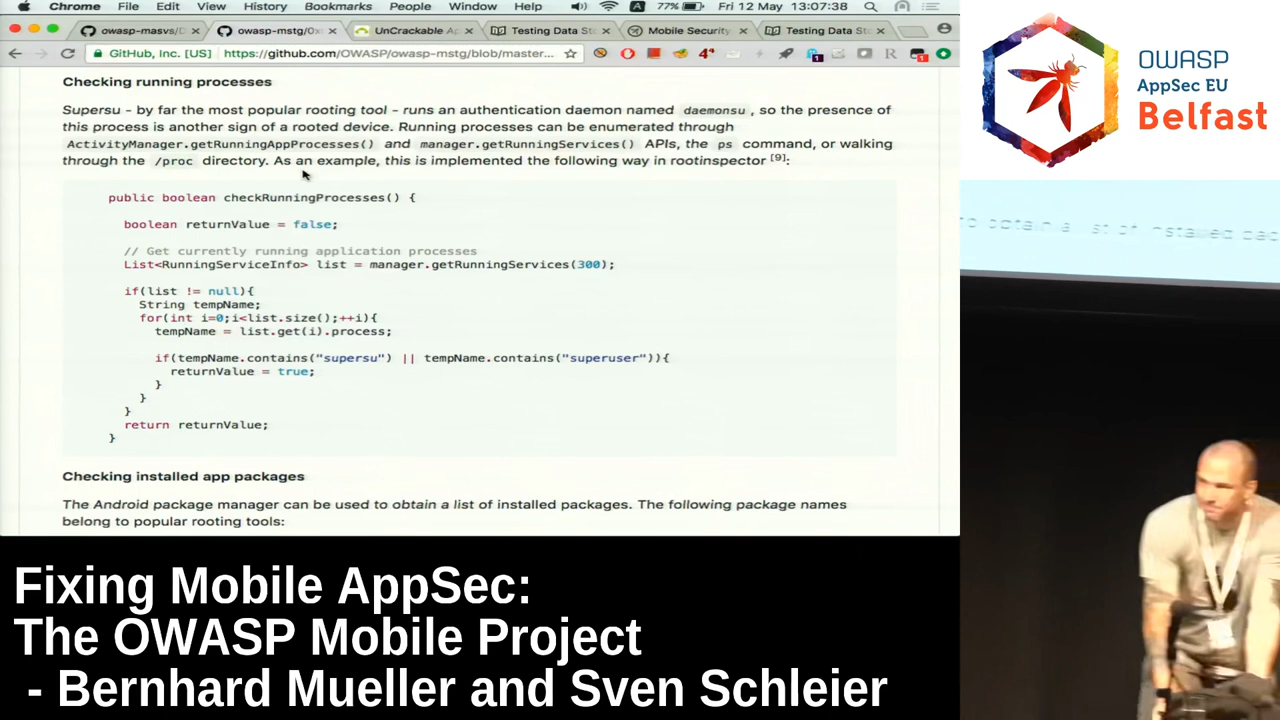 Chrome File Edit View History Bookmarks People Window Help 77% Fri 12 May 13:07:38
owasp-masvs/D owasp-mstg/0x UnCrackable Ap Testing Data Sto Mobile Security Testing Data Sto
GitHub, Inc. [US] https://github.com/OWASP/owasp-mstg/blob/master...
Checking running processes
Supersu - by far the most popular rooting tool - runs an authentication daemon named daemonsu , so the presence of
this process is another sign of a rooted device. Running processes can be enumerated through
ActivityManager.getRunningAppProcesses() and manager.getRunningServices() APIs, the ps command, or walking
through the /proc directory. As an example, this is implemented the following way in rootinspector [9]:
public boolean checkRunningProcesses() {
boolean returnValue = false;
// Get currently running application processes
List<RunningServiceInfo> list = manager.getRunningServices(300);
if(list != null){
String tempName;
for(int i=0;i<list.size();++i){
tempName = list.get(i).process;
if(tempName.contains("supersu") || tempName.contains("superuser")){
returnValue = true;
}
}
}
return returnValue;
}
Checking installed app packages
The Android package manager can be used to obtain a list of installed packages. The following package names
belong to popular rooting tools:
OWASP
AppSec EU
Belfast
Fixing Mobile AppSec:
The OWASP Mobile Project
- Bernhard Mueller and Sven Schleier